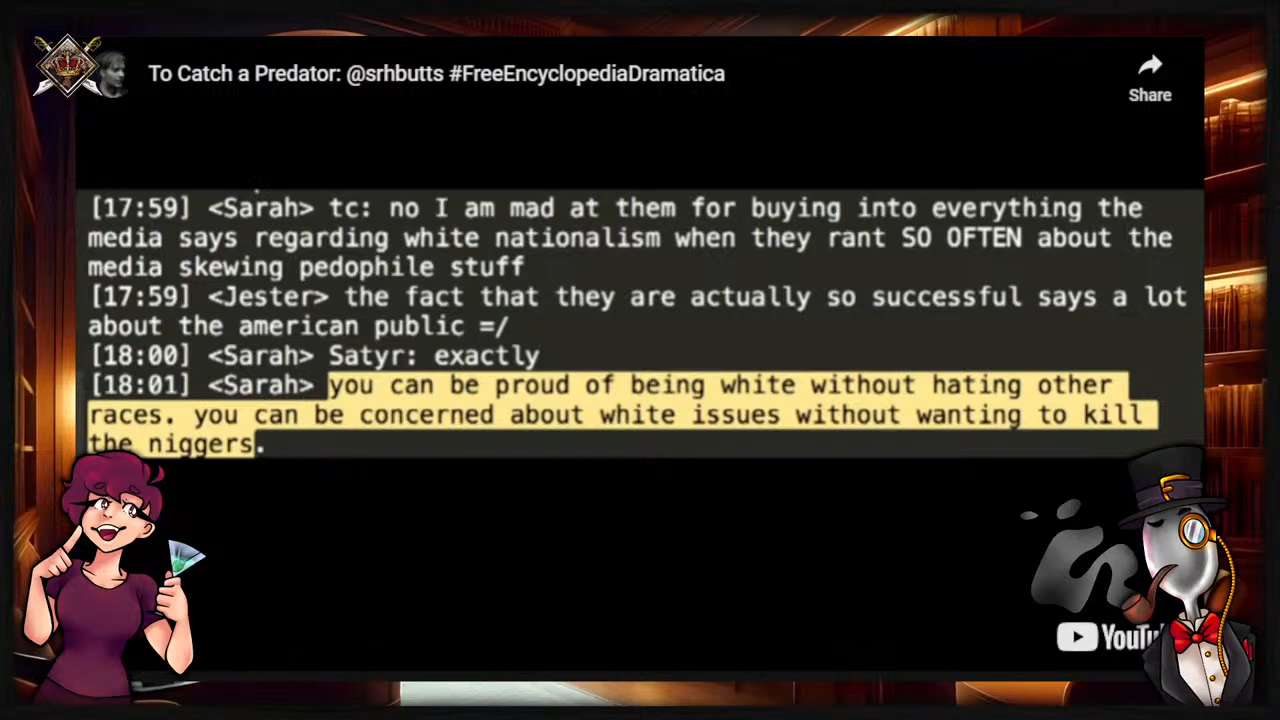 To Catch a Predator: @srhbutts #FreeEncyclopediaDramatica
Share
[17:59] <Sarah> tc: no I am mad at them for buying into everything the
media says regarding white nationalism when they rant SO OFTEN about the
media skewing pedophile stuff
[17:59] <Jester> the fact that they are actually so successful says a lot
about the american public =/
[18:00] <Sarah> Satyr: exactly
[18:01] <Sarah> you can be proud of being white without hating other
races. you can be concerned about white issues without wanting to kill
the niggers.